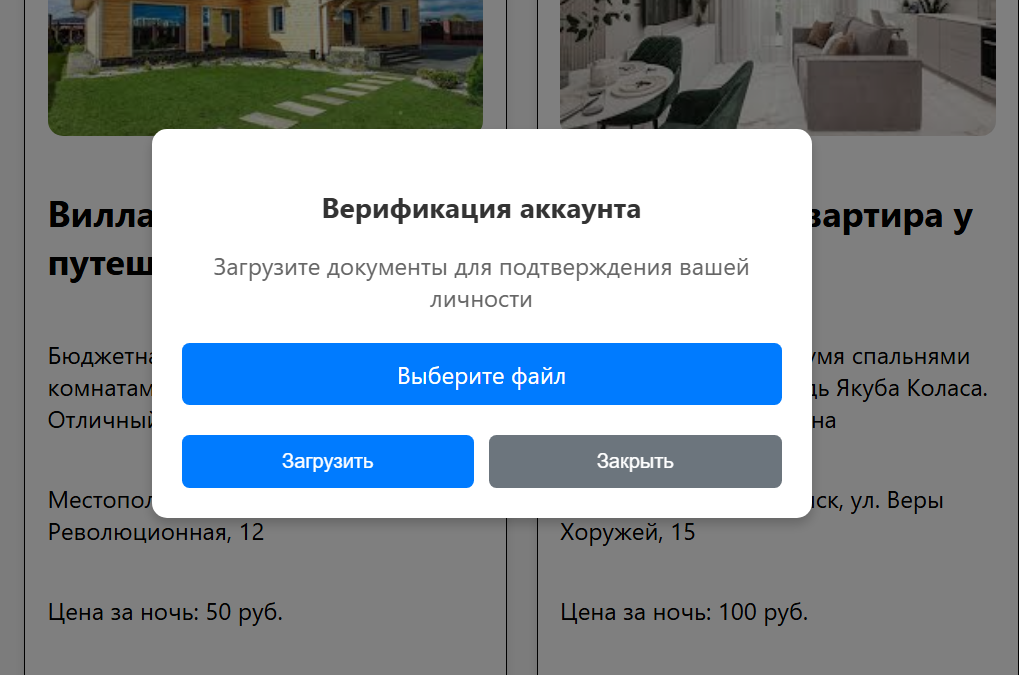 Вилла
вартира у
путеш
Верификация аккаунта
Загрузите документы для подтверждения вашей
личности
Выберите файл
Загрузить
Закрыть
Бюджетна
комнатам
Отличный
умя спальнями
дь Якуба Коласа.
на
Местопол
Революционная, 12
нск, ул. Веры
Хоружей, 15
Цена за ночь: 50 руб.
Цена за ночь: 100 руб.